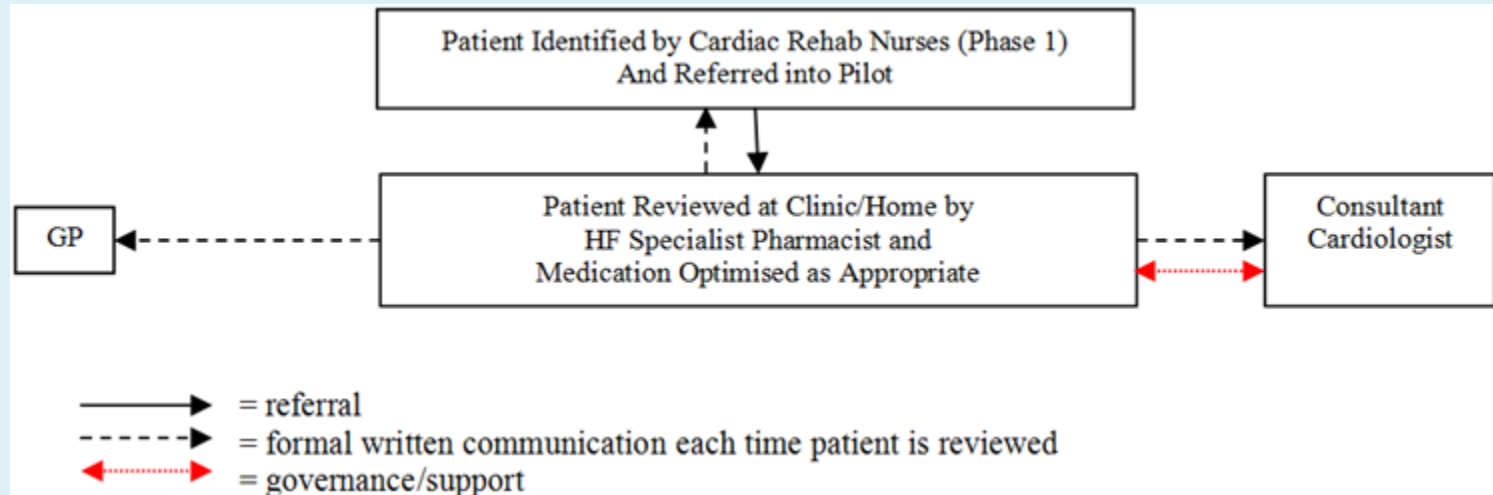 Patient Identified by Cardiac Rehab Nurses (Phase 1)
And Referred into Pilot
GP
Patient Reviewed at Clinic/Home by
HF Specialist Pharmacist and
Medication Optimised as Appropriate
Consultant
Cardiologist
= referral
= formal written communication each time patient is reviewed
= governance/support